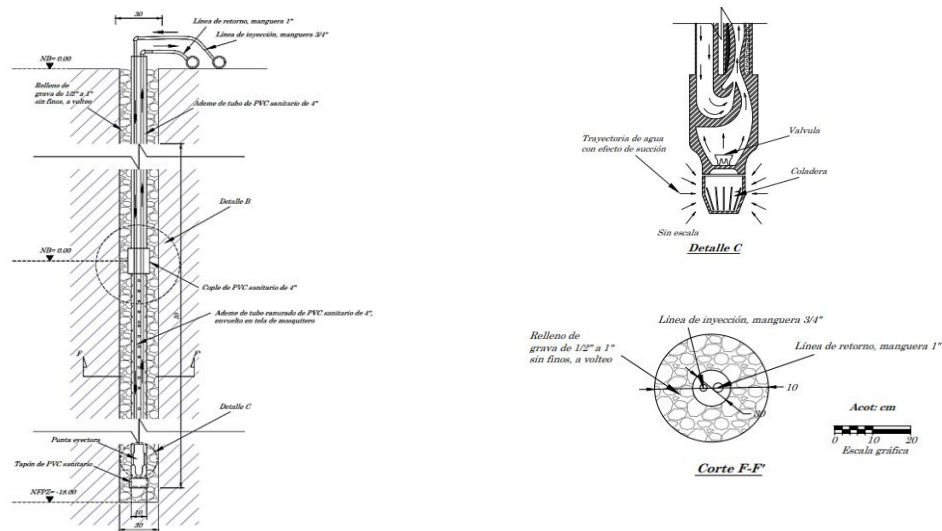 30
Línea de retorno, manguera 1"
Línea de inyección, manguera 3/4"
NB= 0.00
Relleno de
grava de 1/2" a 1"
sin finos, a volteo
Ademe de tubo de PVC sanitario de 4"
Detalle B
NB= 0.00
Cople de PVC sanitario de 4"
Ademe de tubo ranurado de PVC sanitario de 4",
envuelto en tela de mosquitero
F
F'
Detalle C
Punta eyectora
Tapón de PVC sanitario
NFPZ= -18.00
10
30
Trayectoria de agua
con efecto de succión
Valvula
Coladera
Sin escala
Detalle C
Línea de inyección, manguera 3/4"
Relleno de
grava de 1/2" a 1"
sin finos, a volteo
Línea de retorno, manguera 1"
10
30
Corte F-F'
Acot: cm
0 10 20
Escala gráfica